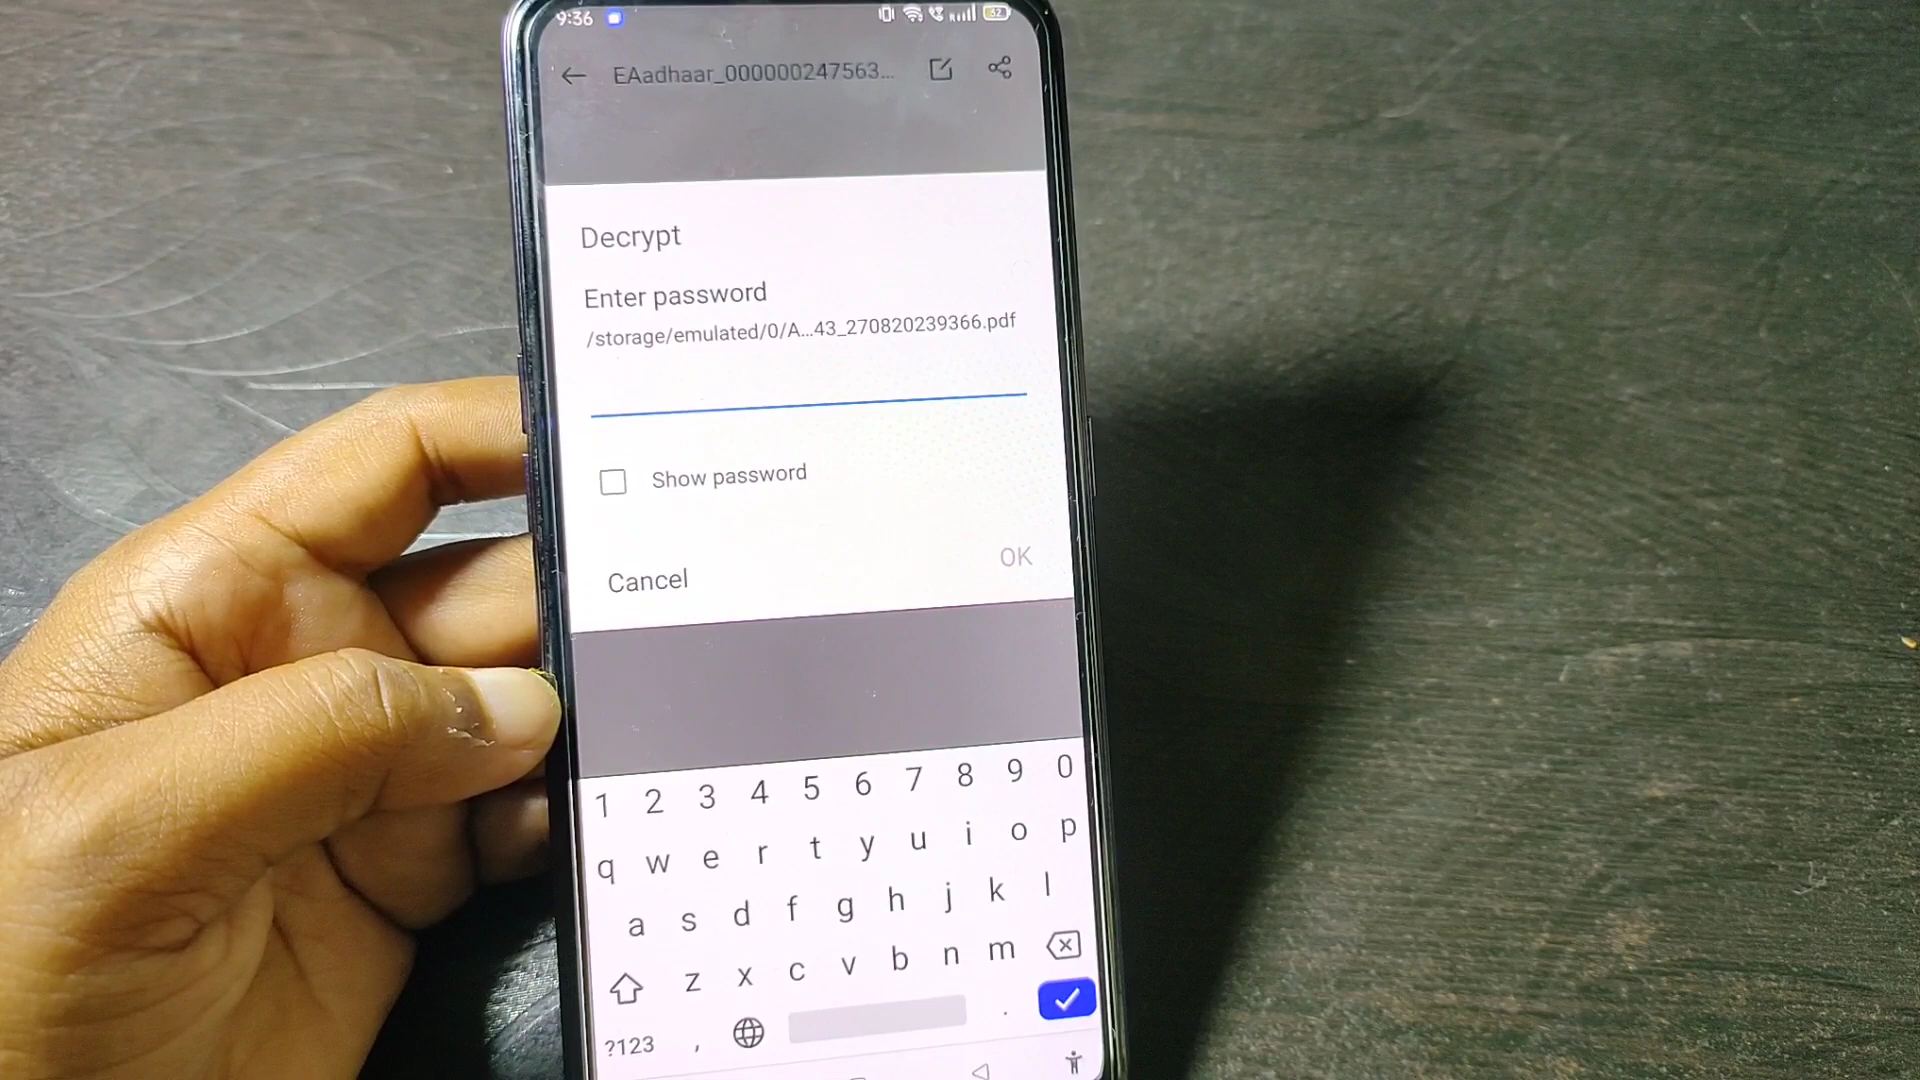 9:36 32
EAadhaar_000000247563...
Decrypt
Enter password
/storage/emulated/0/A...43_270820239366.pdf
Show password
Cancel OK
1 2 3 4 5 6 7 8 9 0
q w e r t y u i o p
a s d f g h j k l
z x c v b n m
?123 , .